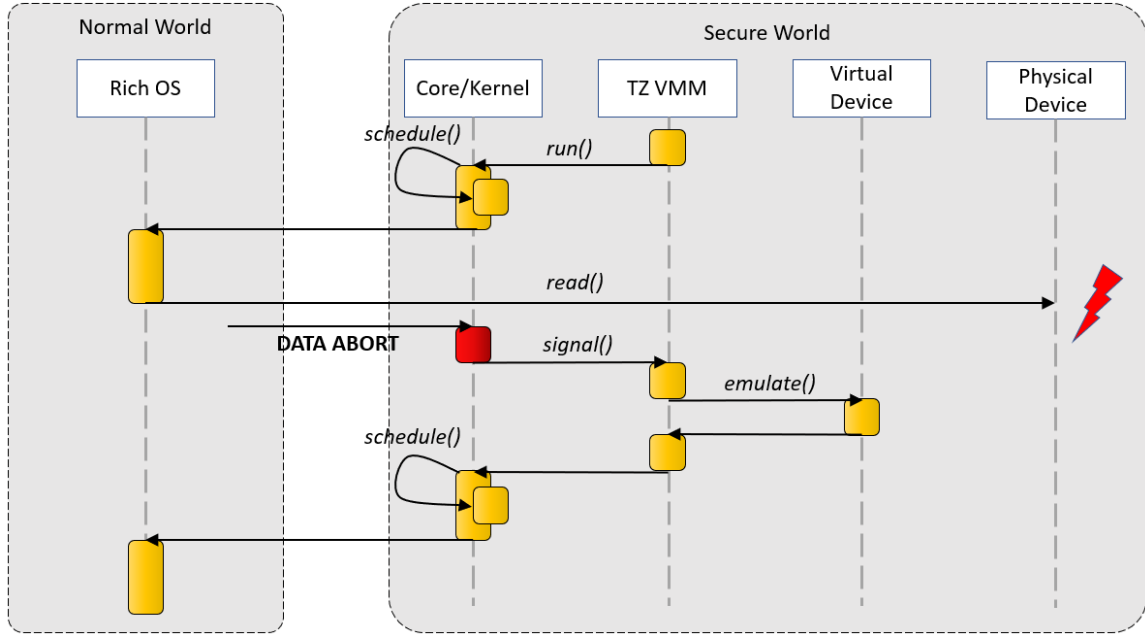 Normal World
Secure World
Rich OS
Core/Kernel
TZ VMM
Virtual
Device
Physical
Device
schedule()
run()
read()
DATA ABORT
signal()
emulate()
schedule()